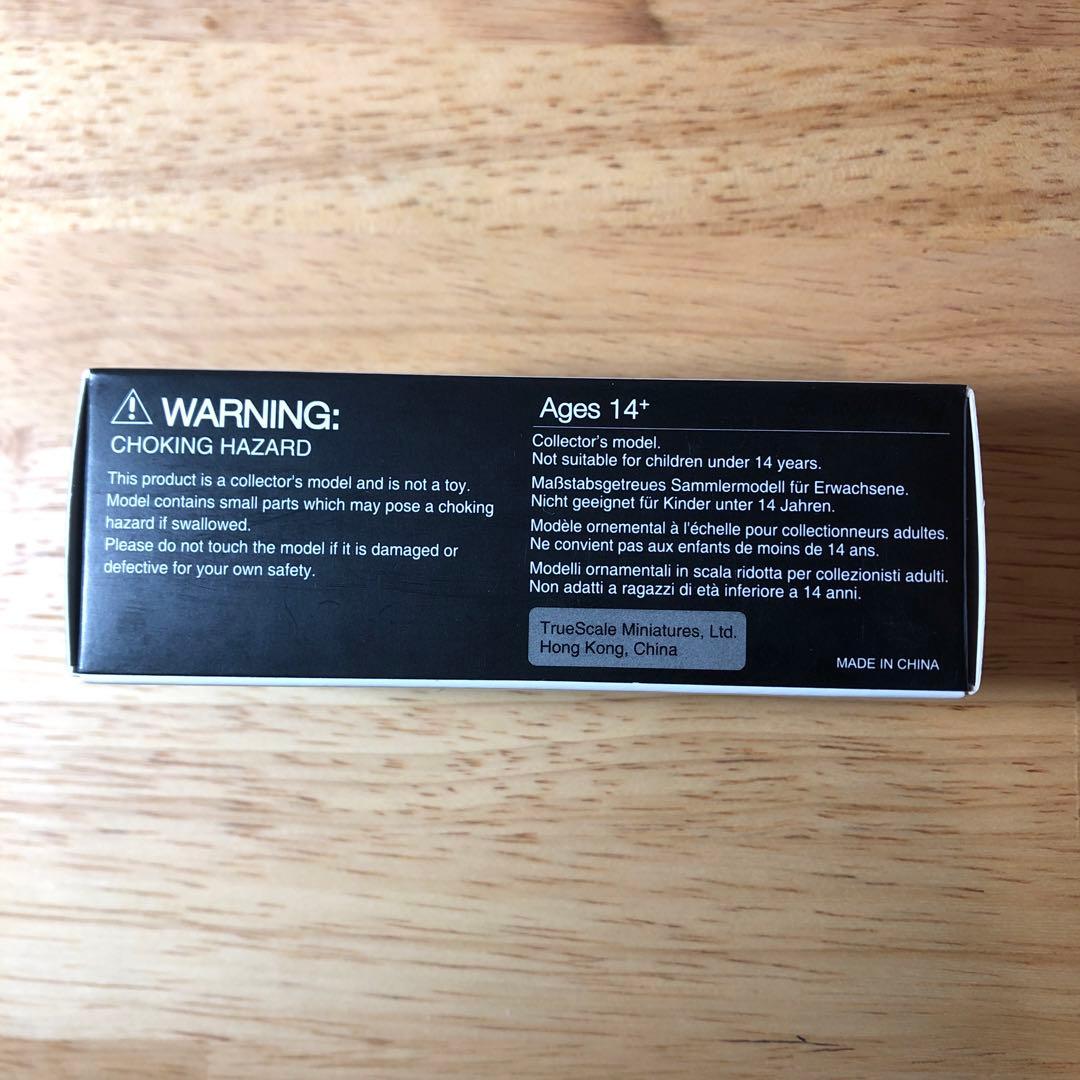 WARNING:
CHOKING HAZARD
This product is a collector's model and is not a toy.
Model contains small parts which may pose a choking
hazard if swallowed.
Please do not touch the model if it is damaged or
defective for your own safety.
Ages 14+
Collector's model.
Not suitable for children under 14 years.
Maßstabsgetreues Sammlermodell für Erwachsene.
Nicht geeignet für Kinder unter 14 Jahren.
Modèle ornemental à l'échelle pour collectionneurs adultes.
Ne convient pas aux enfants de moins de 14 ans.
Modelli ornamentali in scala ridotta per collezionisti adulti.
Non adatti a ragazzi di età inferiore a 14 anni.
TrueScale Miniatures, Ltd.
Hong Kong, China
MADE IN CHINA